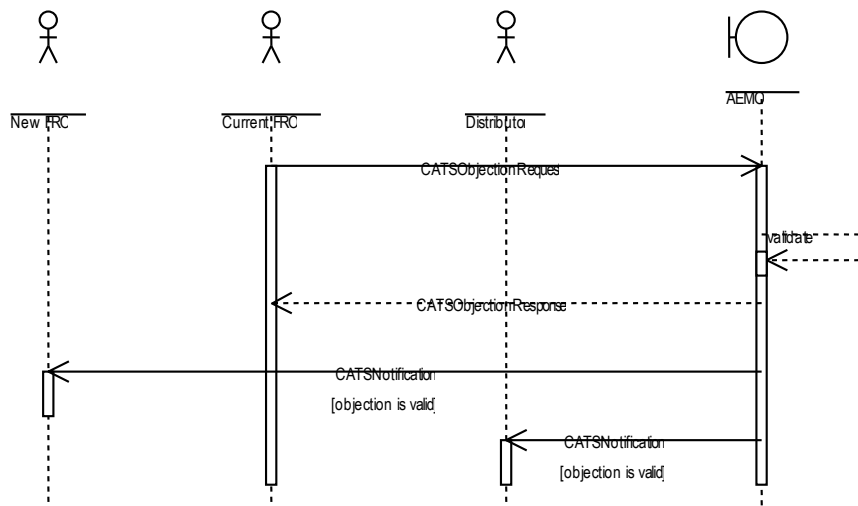 New FRC
Current FRC
Distributor
AEMO
CATSObjectionRequest
validate
CATSObjectionResponse
CATSNotification
[objection is valid]
CATSNotification
[objection is valid]